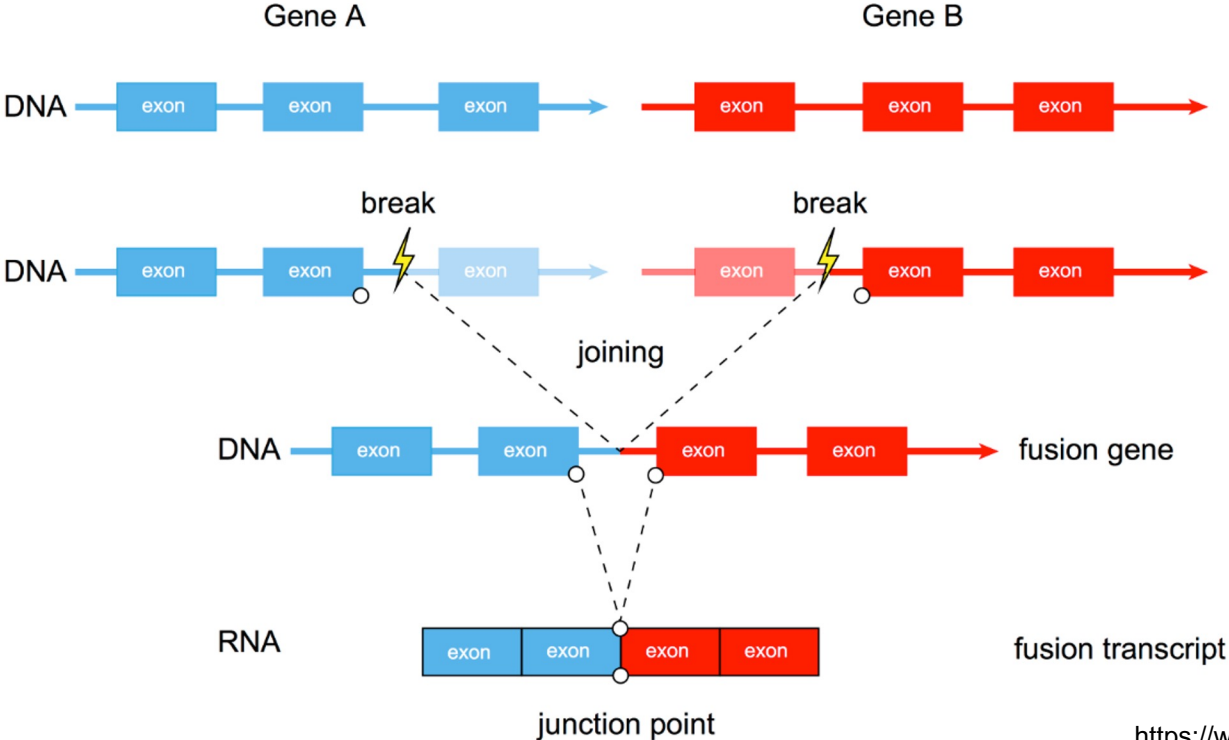 Gene A Gene B
DNA exon exon exon exon exon exon
break break
DNA exon exon exon exon exon exon
joining
DNA exon exon exon exon fusion gene
RNA exon exon exon exon fusion transcript
junction point
https://w